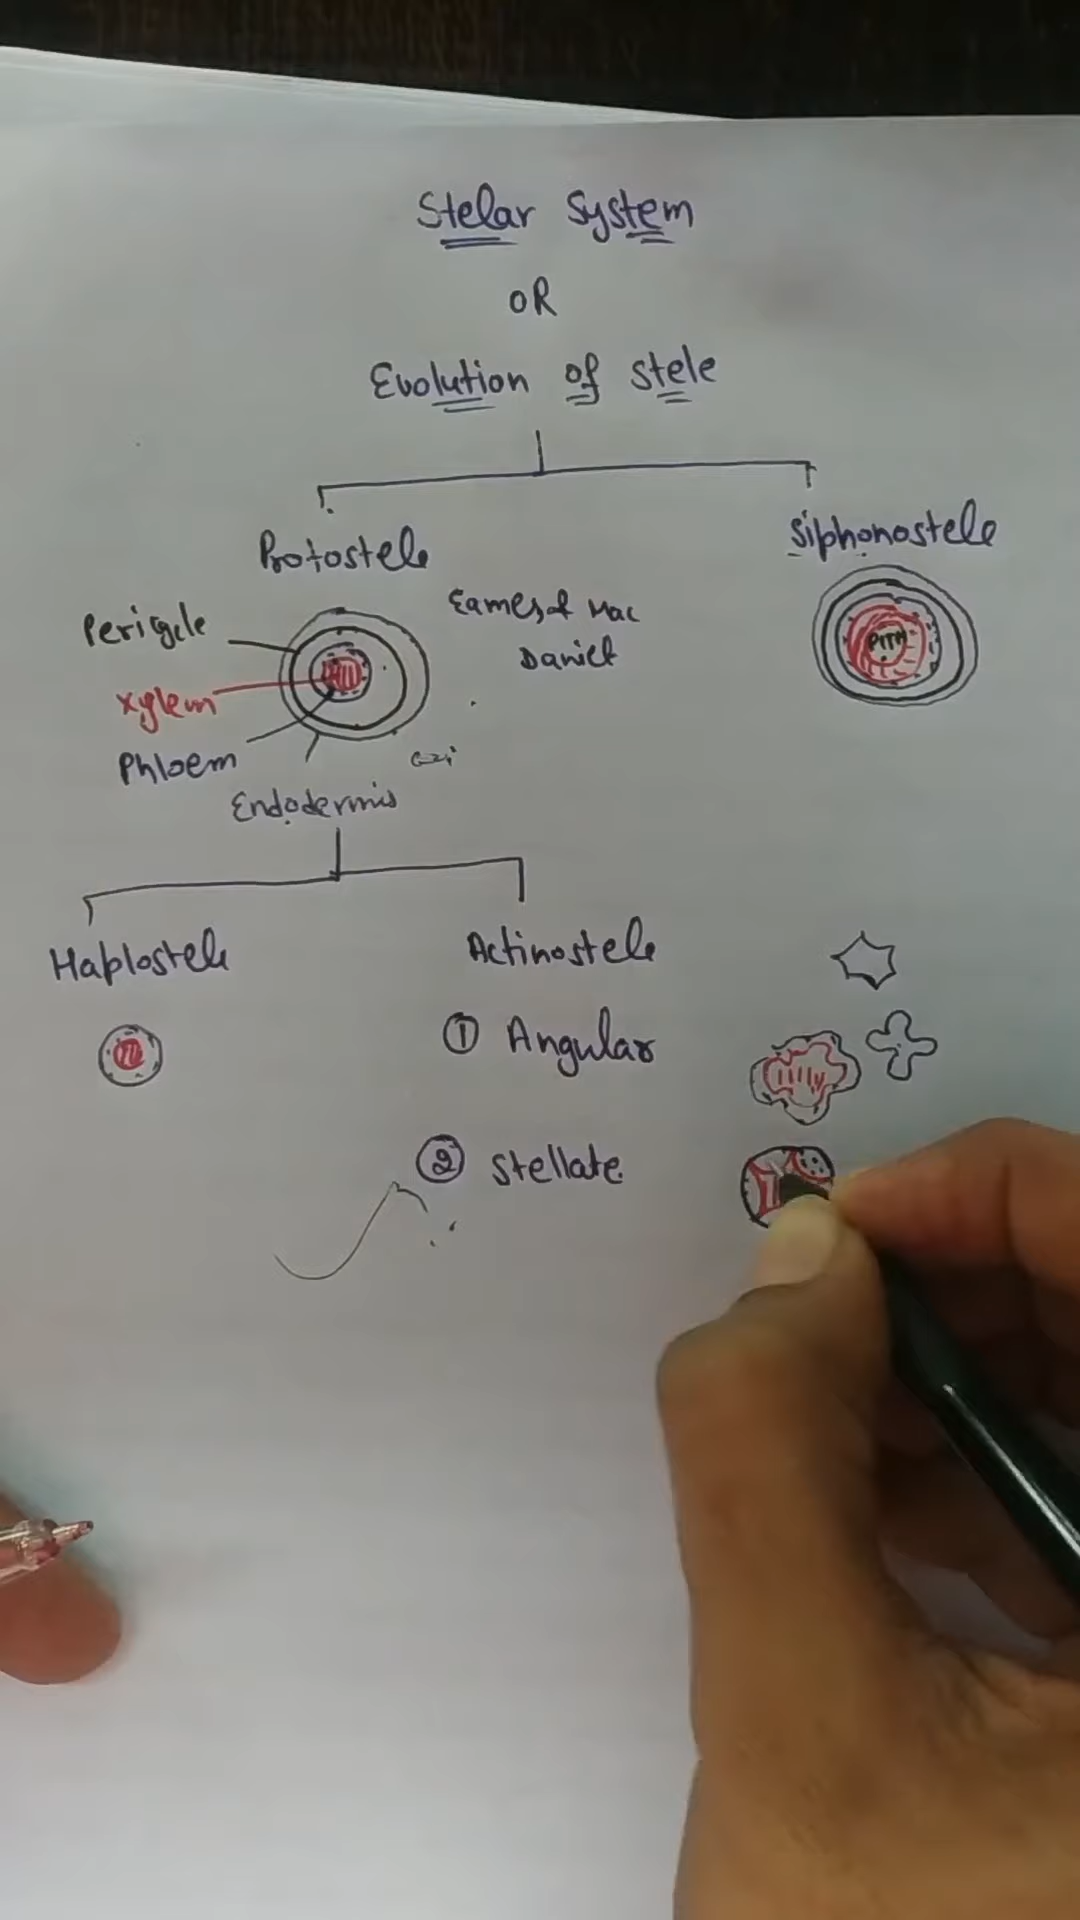 Stelar System
OR
Evolution of stele
Protostele
Siphonostele
Pericycle
Eames & Mac
Daniel
PITH
Xylem
Phloem
Endodermis
Haplostele
Actinostele
① Angular
② Stellate